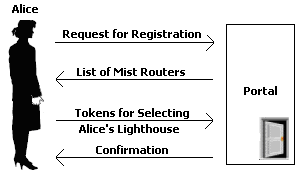 Alice
Request for Registration
List of Mist Routers
Portal
Tokens for Selecting
Alice's Lighthouse
Confirmation